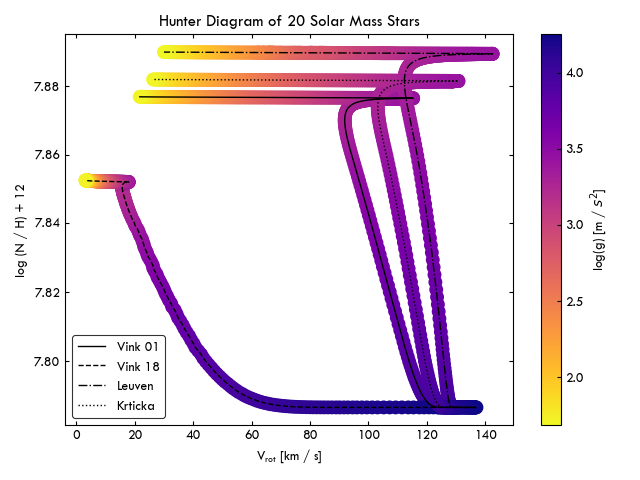 Hunter Diagram of 20 Solar Mass Stars
log (N / H) + 12
7.88
7.86
7.84
7.82
7.80
Vink 01
Vink 18
Leuven
Krticka
0 20 40 60 80 100 120 140
V_rot [km / s]
4.0
3.5
3.0
2.5
2.0
log(g) [m / s²]